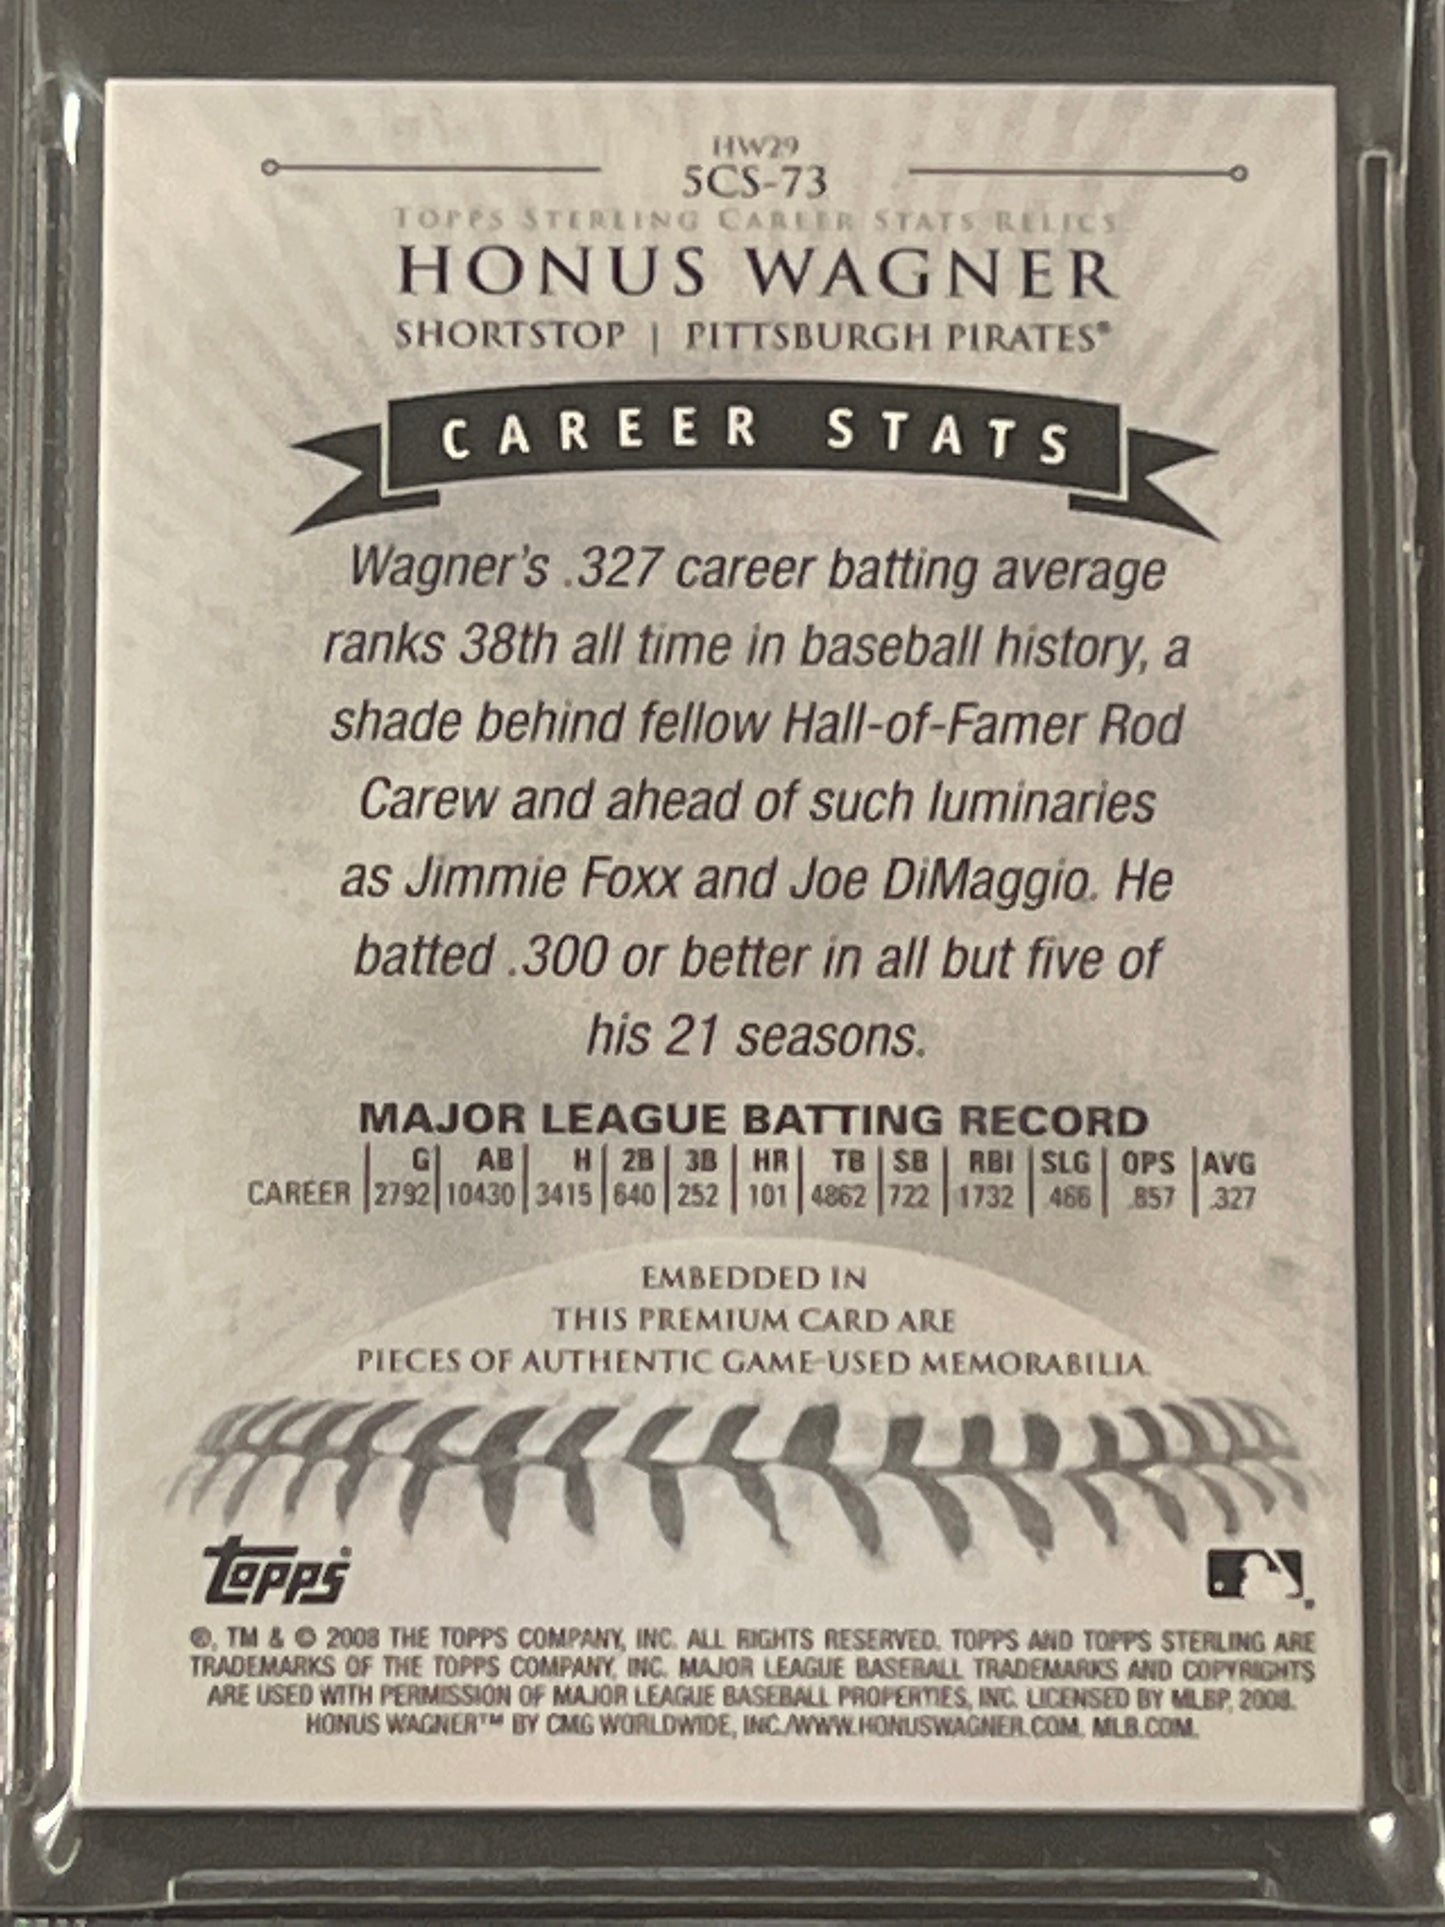 HW29
5CS-73
TOPPS STERLING CAREER STATS RELICS
HONUS WAGNER
SHORTSTOP | PITTSBURGH PIRATES®
CAREER STATS
Wagner's .327 career batting average
ranks 38th all time in baseball history, a
shade behind fellow Hall-of-Famer Rod
Carew and ahead of such luminaries
as Jimmie Foxx and Joe DiMaggio. He
batted .300 or better in all but five of
his 21 seasons.
MAJOR LEAGUE BATTING RECORD
G AB H 2B 3B HR TB SB RBI SLG OPS AVG
CAREER 2792 10430 3415 640 252 101 4862 722 1732 .466 .857 .327
EMBEDDED IN
THIS PREMIUM CARD ARE
PIECES OF AUTHENTIC GAME-USED MEMORABILIA.
Topps®
®, TM & © 2008 THE TOPPS COMPANY, INC. ALL RIGHTS RESERVED. TOPPS AND TOPPS STERLING ARE
TRADEMARKS OF THE TOPPS COMPANY, INC. MAJOR LEAGUE BASEBALL TRADEMARKS AND COPYRIGHTS
ARE USED WITH PERMISSION OF MAJOR LEAGUE BASEBALL PROPERTIES, INC. LICENSED BY MLBP, 2008.
HONUS WAGNER™ BY CMG WORLDWIDE, INC./WWW.HONUSWAGNER.COM. MLB.COM.